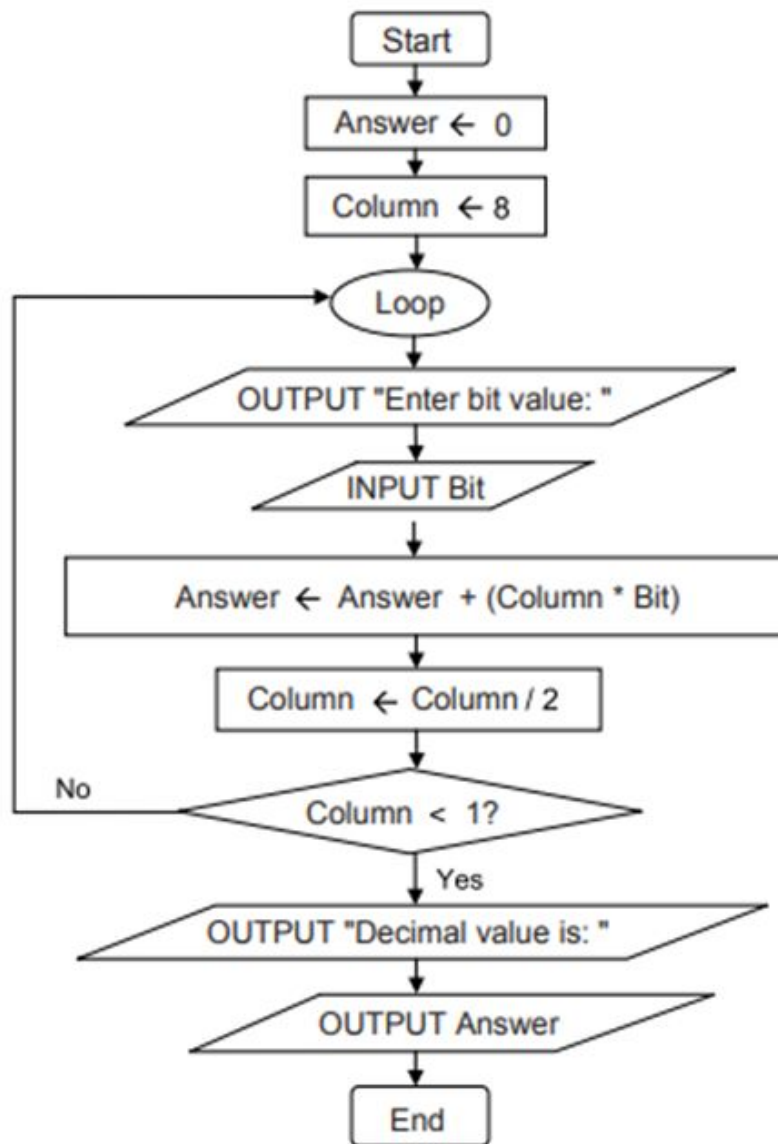 Start
Answer ← 0
Column ← 8
Loop
OUTPUT "Enter bit value: "
INPUT Bit
Answer ← Answer + (Column * Bit)
Column ← Column / 2
No
Column < 1?
Yes
OUTPUT "Decimal value is: "
OUTPUT Answer
End